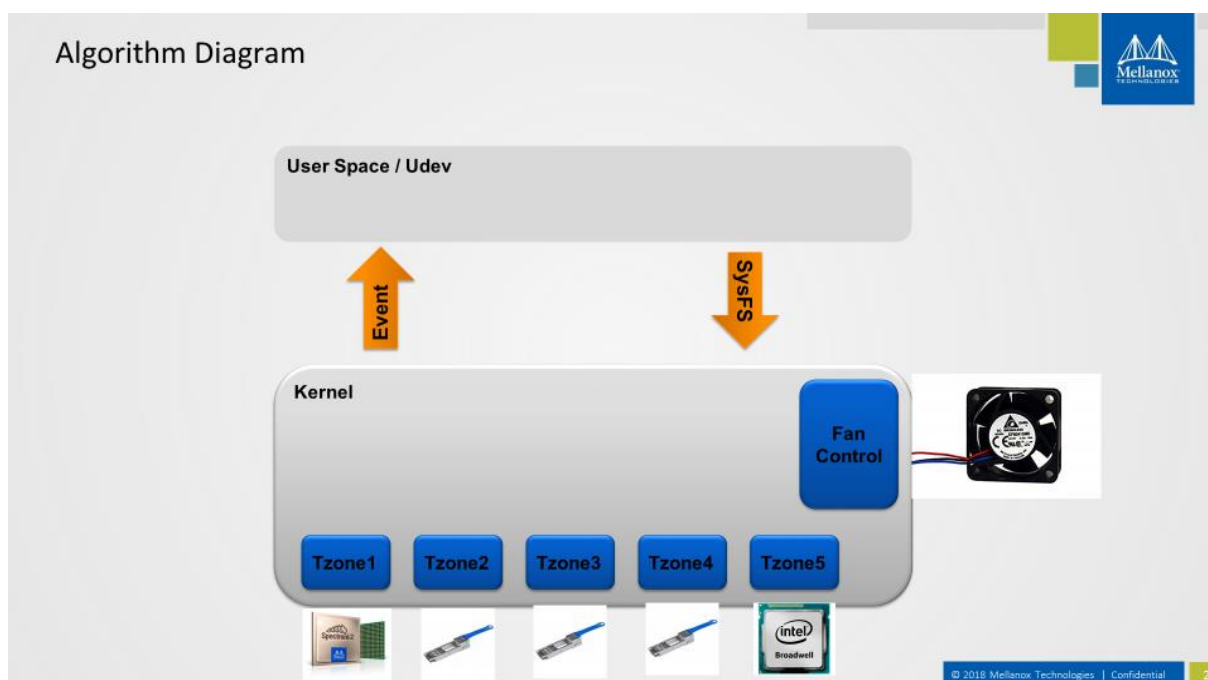 Algorithm Diagram
Mellanox
TECHNOLOGIES
User Space / Udev
Event
SysFS
Kernel
Fan
Control
Tzone1
Tzone2
Tzone3
Tzone4
Tzone5
Spectrum2
intel
Broadwell
© 2018 Mellanox Technologies | Confidential
2